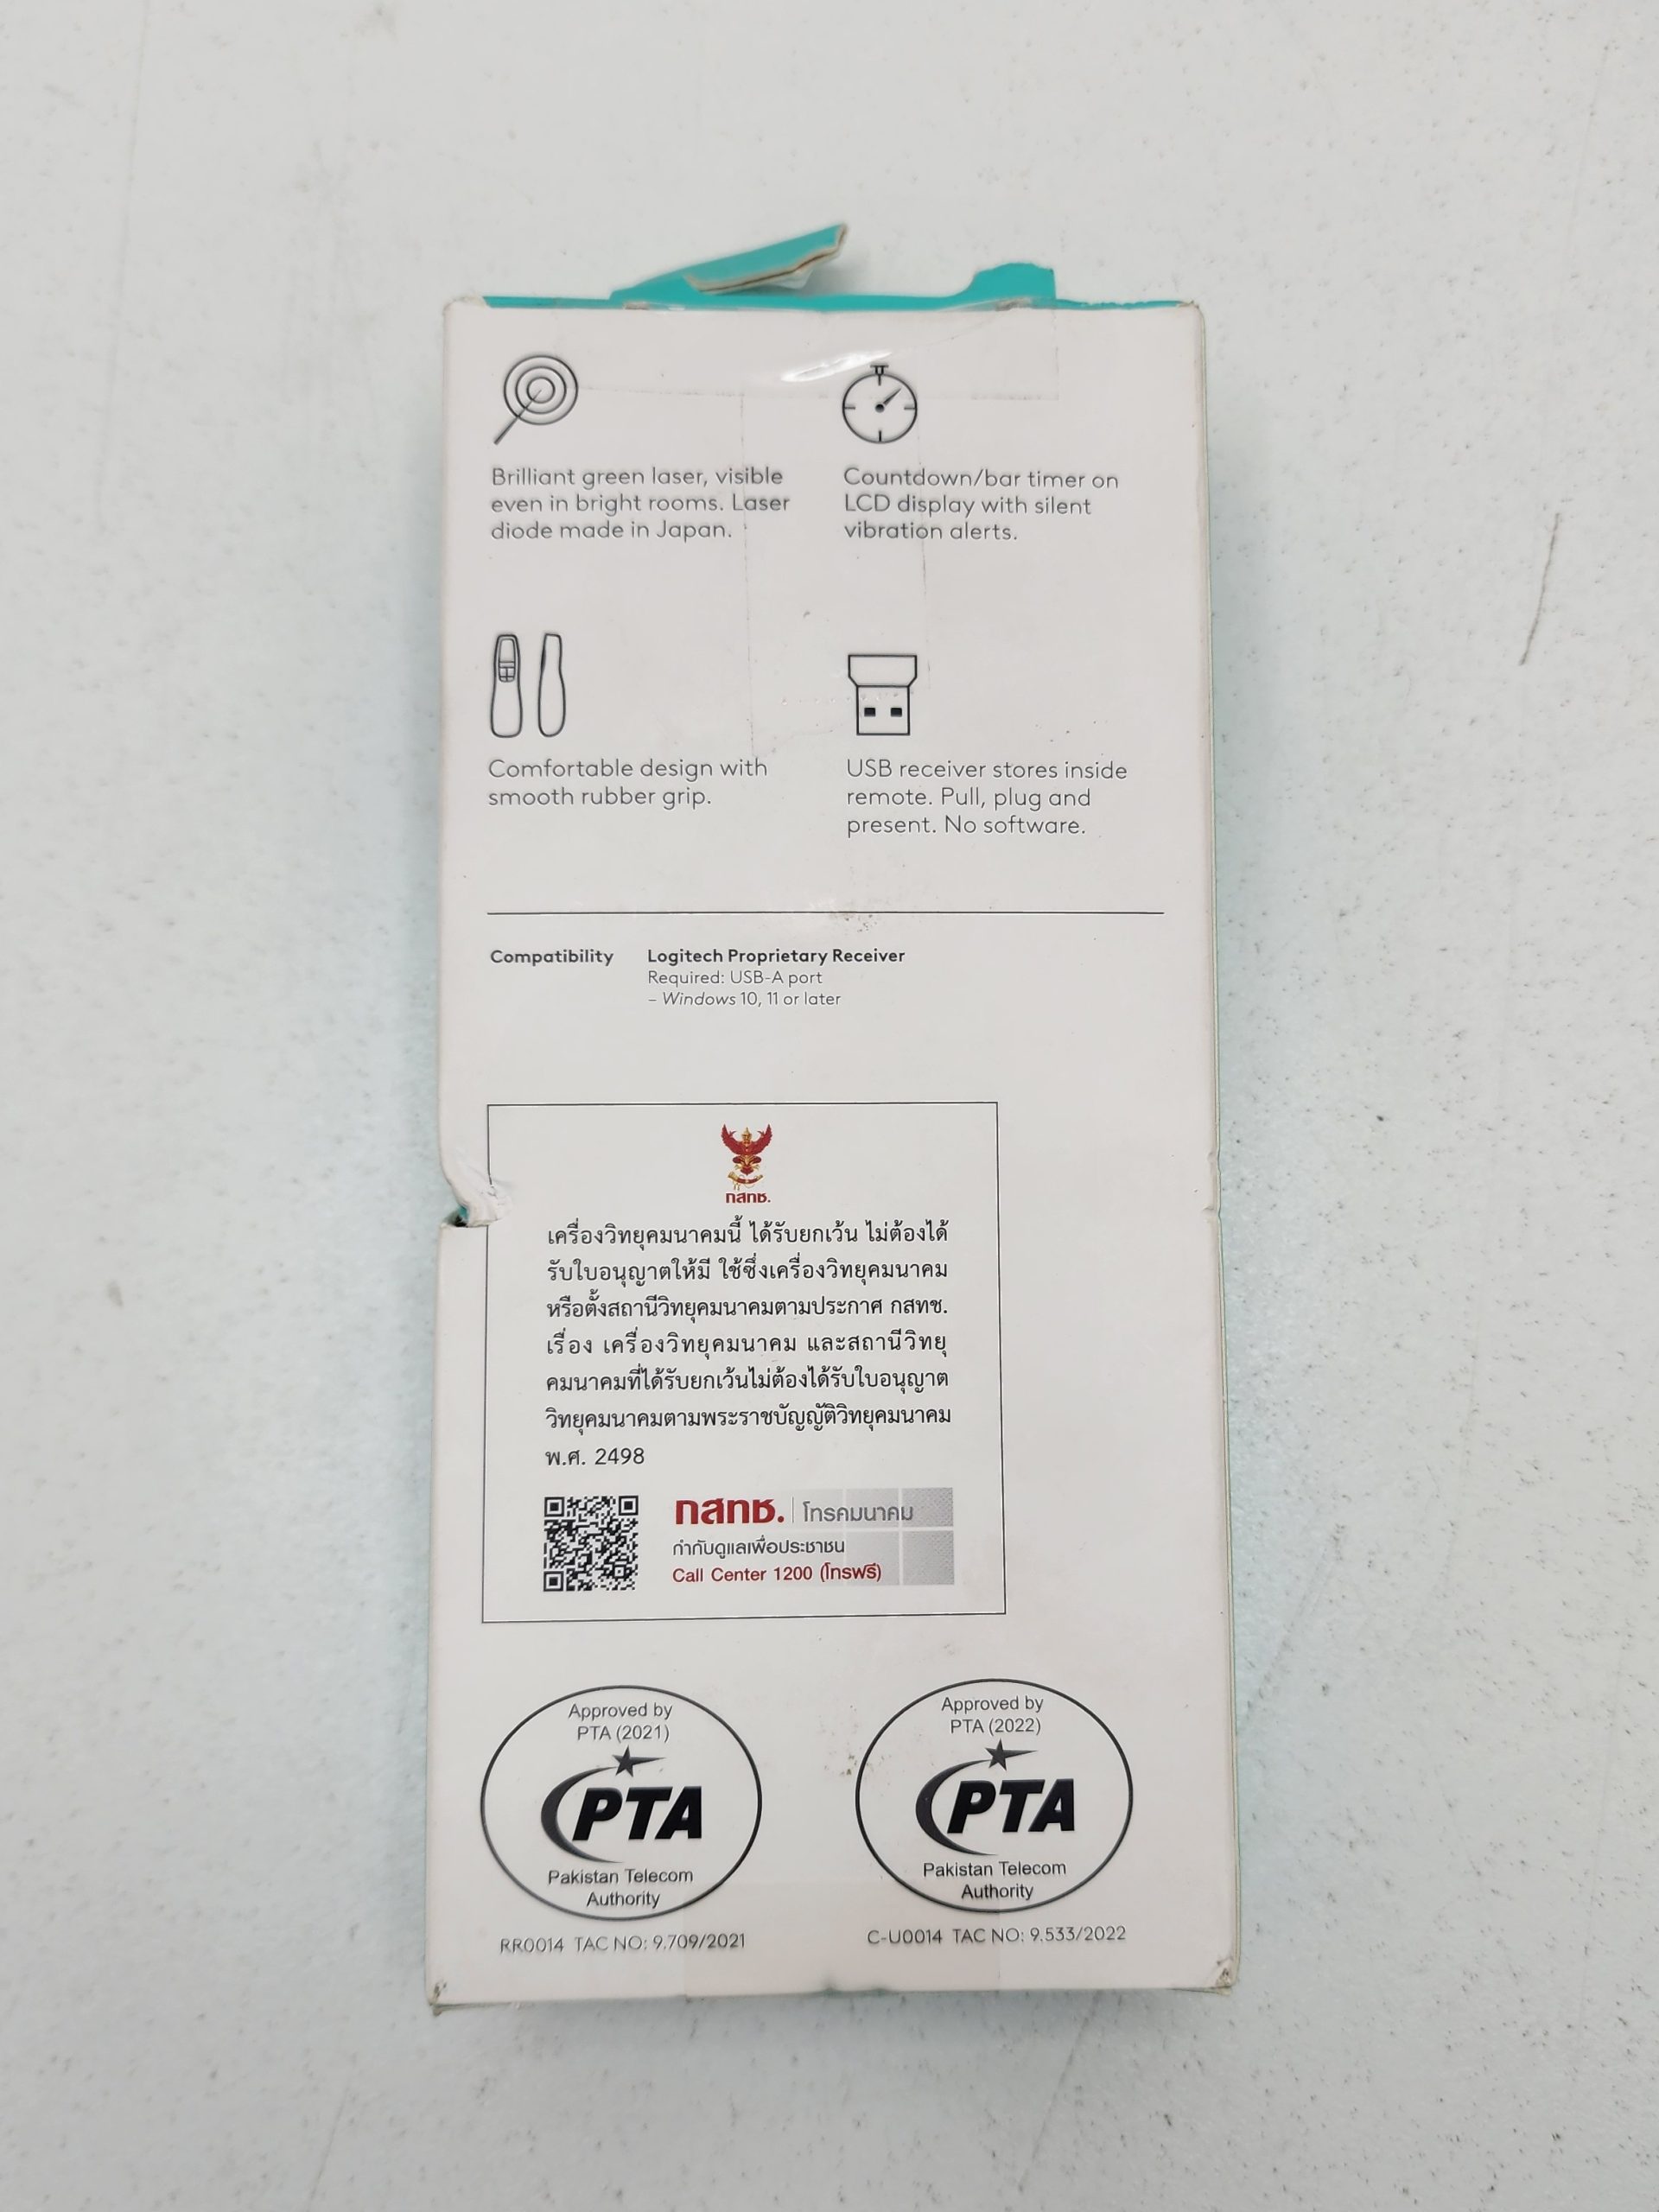 Brilliant green laser, visible
even in bright rooms. Laser
diode made in Japan.
Countdown/bar timer on
LCD display with silent
vibration alerts.
Comfortable design with
smooth rubber grip.
USB receiver stores inside
remote. Pull, plug and
present. No software.
Compatibility
Logitech Proprietary Receiver
Required: USB-A port
– Windows 10, 11 or later
กสทช.
เครื่องวิทยุคมนาคมนี้ ได้รับยกเว้น ไม่ต้องได้
รับใบอนุญาตให้มี ใช้ซึ่งเครื่องวิทยุคมนาคม
หรือตั้งสถานีวิทยุคมนาคมตามประกาศ กสทช.
เรื่อง เครื่องวิทยุคมนาคม และสถานีวิทยุ
คมนาคมที่ได้รับยกเว้นไม่ต้องได้รับใบอนุญาต
วิทยุคมนาคมตามพระราชบัญญัติวิทยุคมนาคม
พ.ศ. 2498
กสทช. | โทรคมนาคม
กำกับดูแลเพื่อประชาชน
Call Center 1200 (โทรฟรี)
Approved by
PTA (2021)
PTA
Pakistan Telecom
Authority
RR0014 TAC NO: 9.709/2021
Approved by
PTA (2022)
PTA
Pakistan Telecom
Authority
C-U0014 TAC NO: 9.533/2022